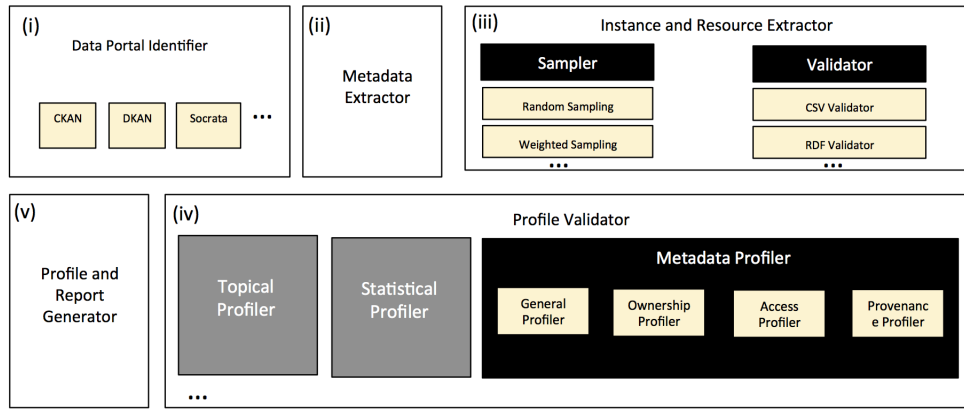 (i)
Data Portal Identifier
CKAN
DKAN
Socrata
...
(ii)
Metadata
Extractor
(iii)
Instance and Resource Extractor
Sampler
Random Sampling
Weighted Sampling
...
Validator
CSV Validator
RDF Validator
...
(v)
Profile and
Report
Generator
(iv)
Profile Validator
Topical
Profiler
...
Statistical
Profiler
Metadada Profiler
General
Profiler
Ownership
Profiler
Access
Profiler
Provenanc
e Profiler